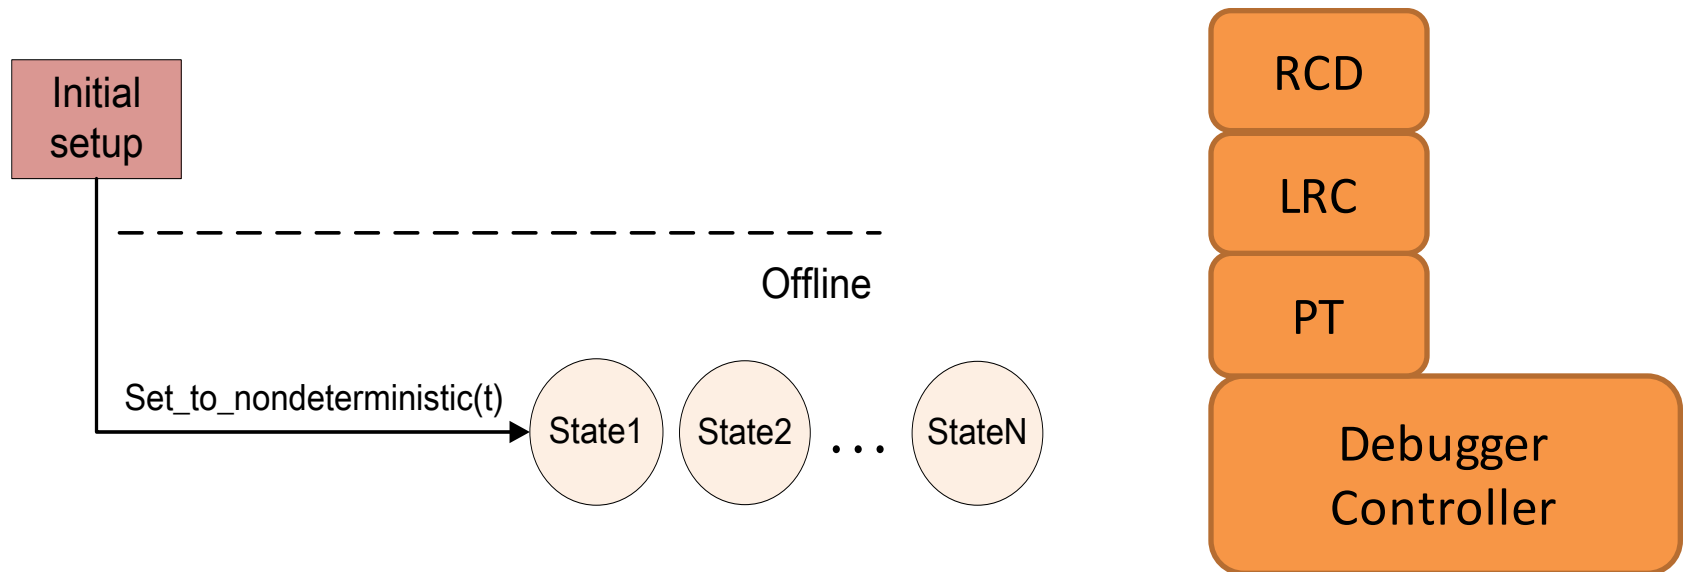 Initial
setup
Offline
Set_to_nondeterministic(t)
State1
State2
...
StateN
RCD
LRC
PT
Debugger
Controller